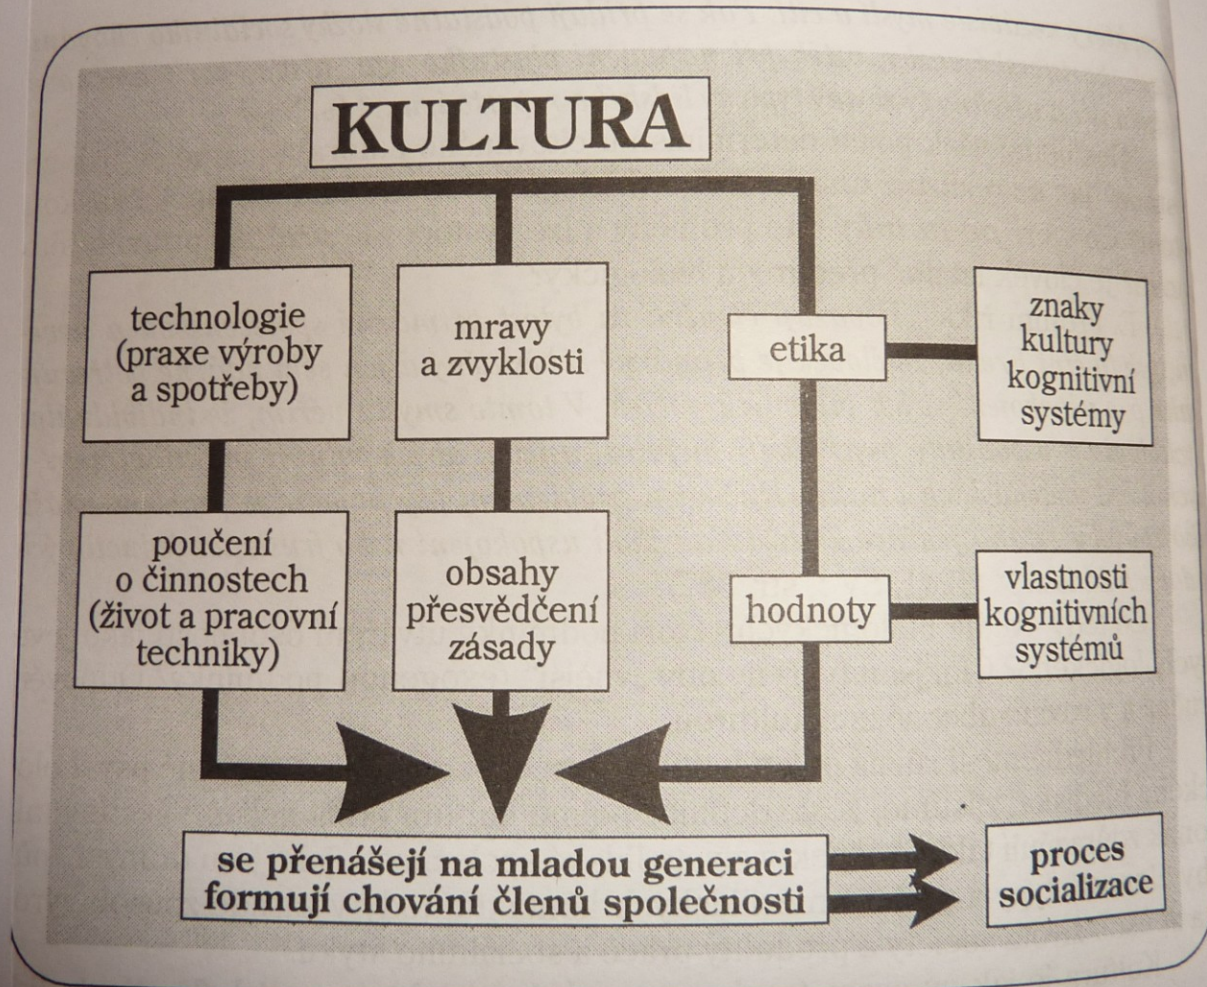 KULTURA
technologie
(praxe výroby
a spotřeby)
mravy
a zvyklosti
etika
znaky
kultury
kognitivní
systémy
poučení
o činnostech
(život a pracovní
techniky)
obsahy
přesvědčení
zásady
hodnoty
vlastnosti
kognitivních
systémů
se přenášejí na mladou generaci
formují chování členů společnosti
proces
socializace